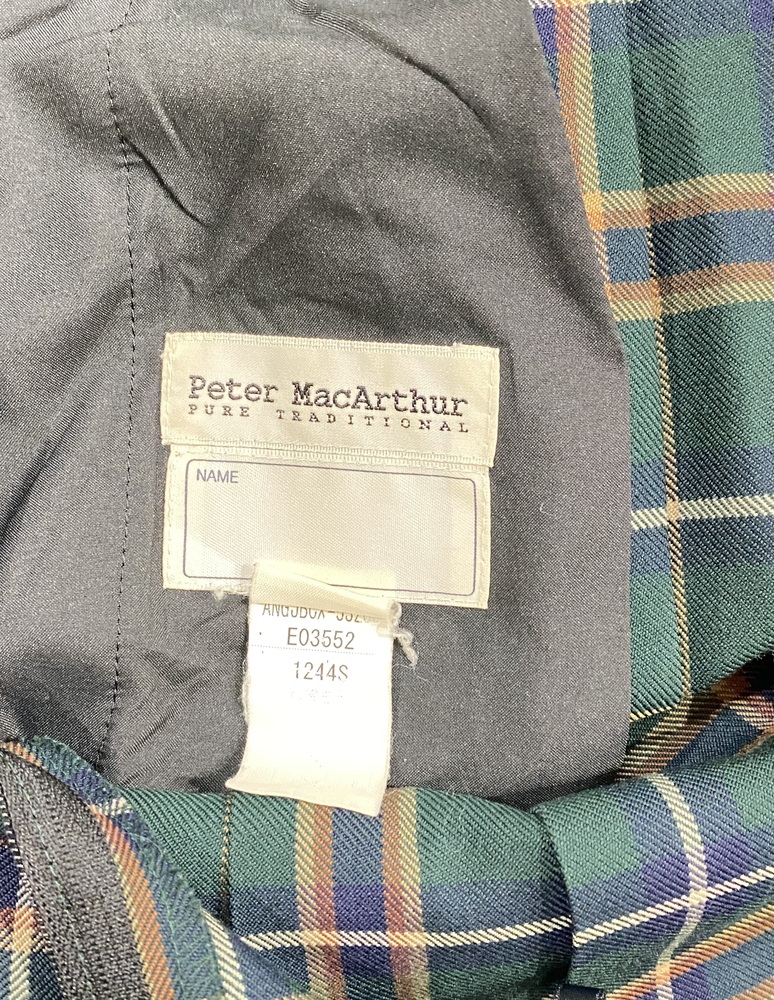 Peter MacArthur
PURE TRADITIONAL
NAME
E03552
1244S